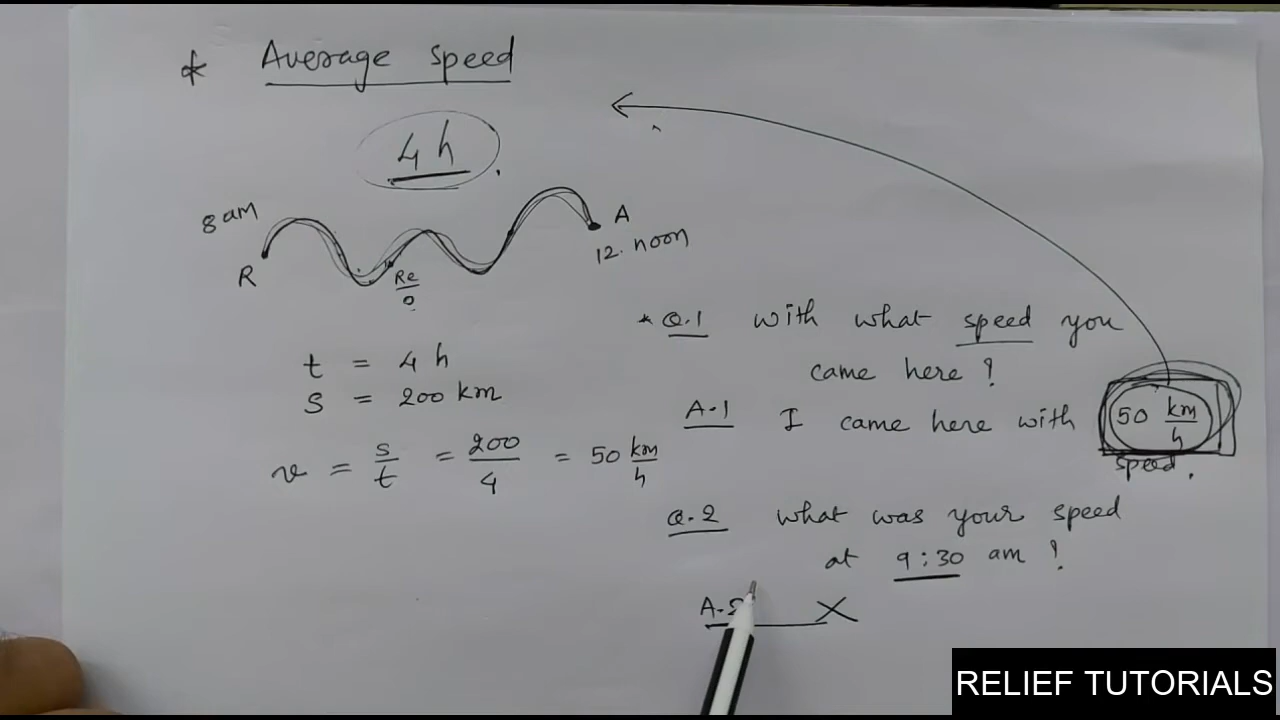 * Average speed
4 h.
8 am
R
Re
0
A
12. noon
t = 4 h
S = 200 km
v = s/t = 200/4 = 50 km/h
* Q.1 with what speed you
came here?
A.1 I came here with 50 km/h
speed.
Q.2 what was your speed
at 9:30 am?
A.2 X
RELIEF TUTORIALS